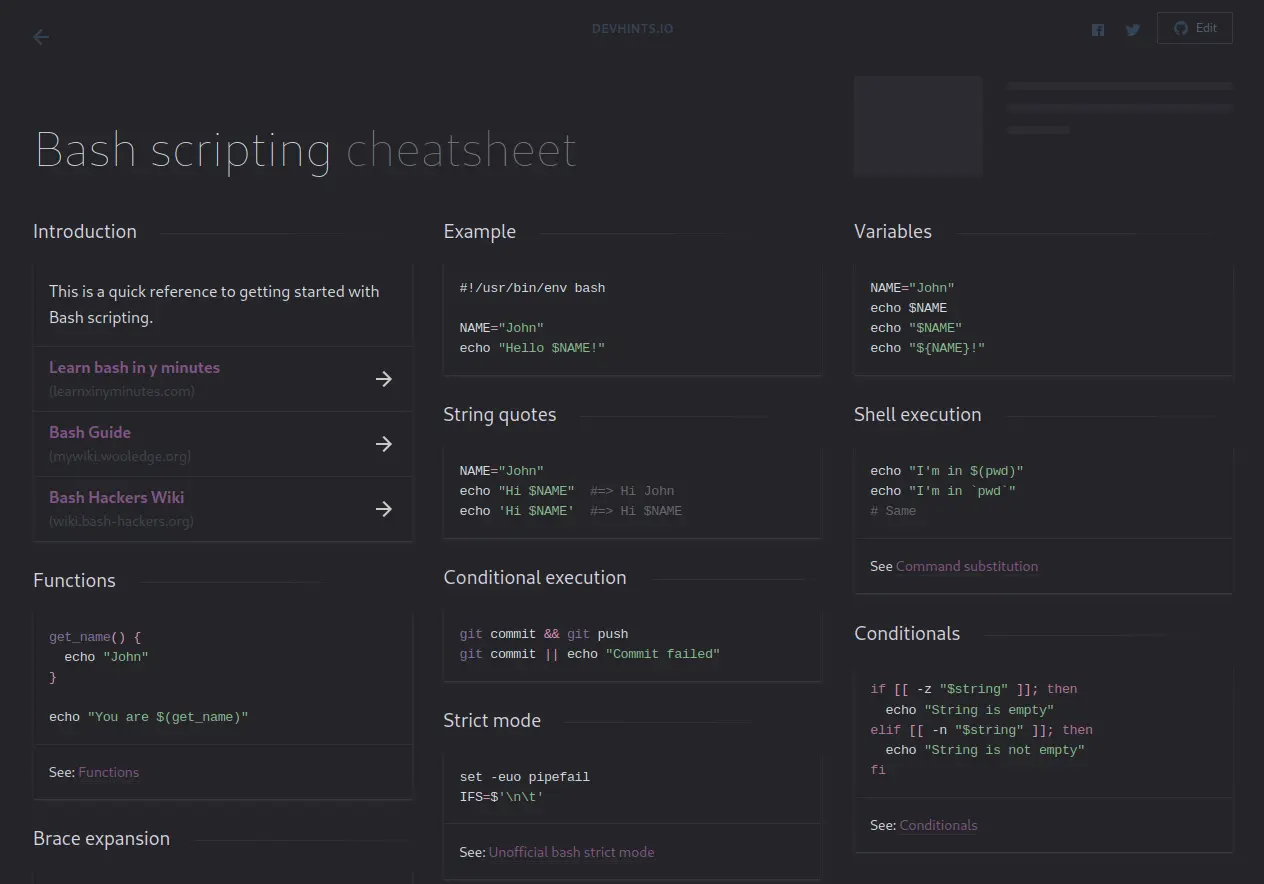 DEVHINTS.IO
Edit
Bash scripting cheatsheet
Introduction
This is a quick reference to getting started with
Bash scripting.
Learn bash in y minutes
(learnxinyminutes.com)
Bash Guide
(mywiki.wooledge.org)
Bash Hackers Wiki
(wiki.bash-hackers.org)
Functions
get_name() {
  echo "John"
}
echo "You are $(get_name)"
See: Functions
Brace expansion
Example
#!/usr/bin/env bash
NAME="John"
echo "Hello $NAME!"
String quotes
NAME="John"
echo "Hi $NAME"  #=> Hi John
echo 'Hi $NAME'  #=> Hi $NAME
Conditional execution
git commit && git push
git commit || echo "Commit failed"
Strict mode
set -euo pipefail
IFS=$'\n\t'
See: Unofficial bash strict mode
Variables
NAME="John"
echo $NAME
echo "$NAME"
echo "${NAME}!"
Shell execution
echo "I'm in $(pwd)"
echo "I'm in `pwd`"
# Same
See Command substitution
Conditionals
if [[ -z "$string" ]]; then
  echo "String is empty"
elif [[ -n "$string" ]]; then
  echo "String is not empty"
fi
See: Conditionals